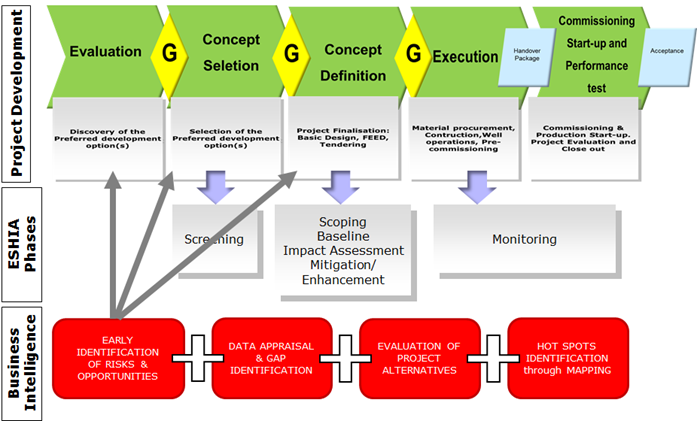 Project Development
Evaluation
G
Concept
Seletion
G
Concept
Definition
G
Execution
Handover
Package
Commissioning
Start-up and
Performance
test
Acceptance
Discovery of the
Preferred development
option(s)
Selection of the
Preferred development
option(s)
Project Finalisation:
Basic Design, FEED,
Tendering
Material procurement,
Contruction,Well
operations, Pre-
commissioning
Commissioning &
Production Start-up.
Project Evaluation and
Close out
ESHIA
Phases
Screening
Scoping
Baseline
Impact Assessment
Mitigation/
Enhancement
Monitoring
Business
Intelligence
EARLY
IDENTIFICATION
OF RISKS &
OPPORTUNITIES
DATA APPRAISAL
& GAP
IDENTIFICATION
EVALUATION OF
PROJECT
ALTERNATIVES
HOT SPOTS
IDENTIFICATION
through MAPPING